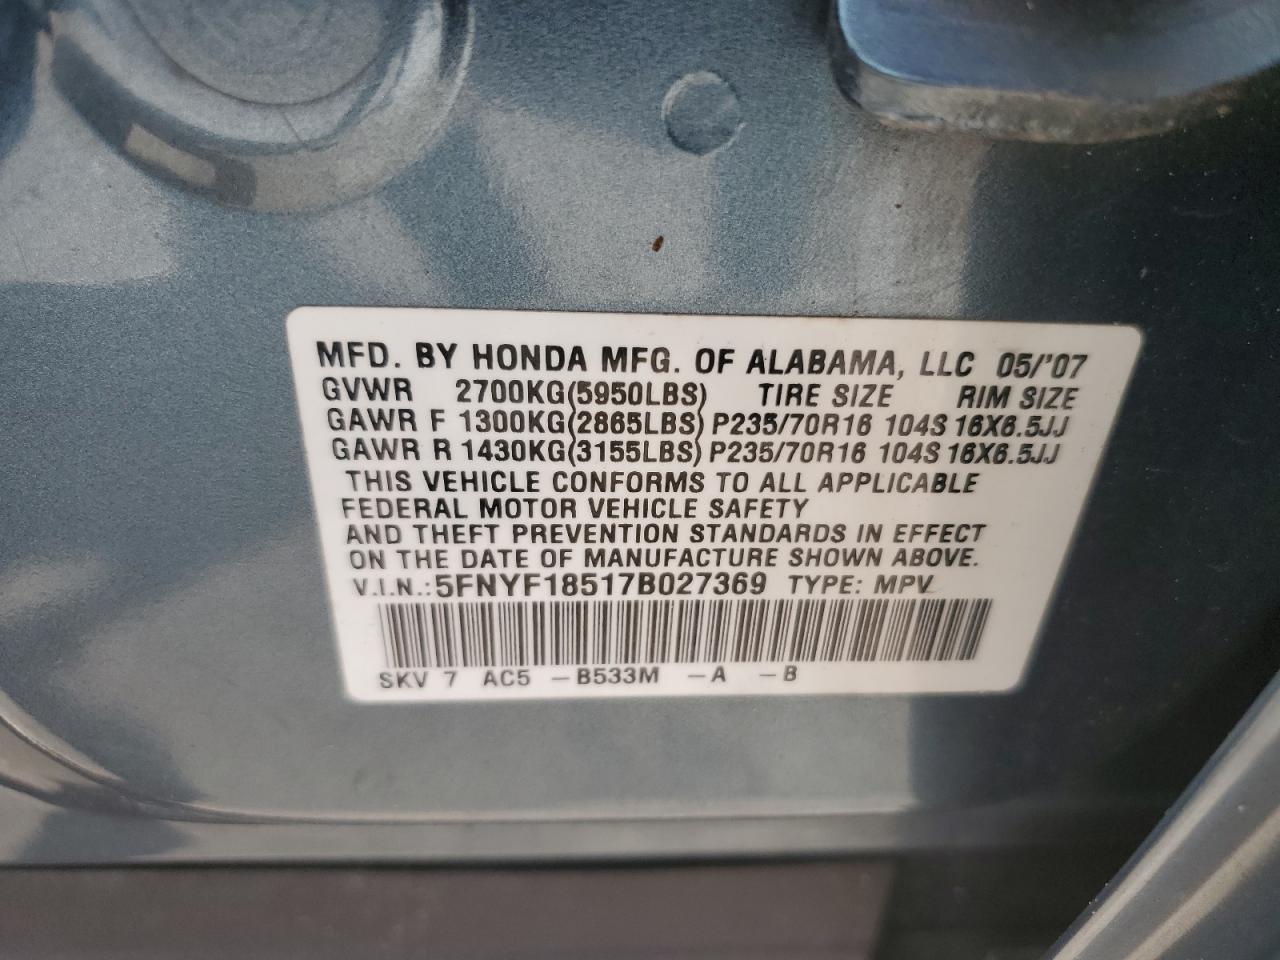 MFD. BY HONDA MFG. OF ALABAMA, LLC 05/'07
GVWR 2700KG(5950LBS) TIRE SIZE RIM SIZE
GAWR F 1300KG(2865LBS) P235/70R16 104S 16X6.5JJ
GAWR R 1430KG(3155LBS) P235/70R16 104S 16X6.5JJ
THIS VEHICLE CONFORMS TO ALL APPLICABLE
FEDERAL MOTOR VEHICLE SAFETY
AND THEFT PREVENTION STANDARDS IN EFFECT
ON THE DATE OF MANUFACTURE SHOWN ABOVE.
V.I.N.:5FNYF18517B027369 TYPE: MPV
SKV 7 AC5 -B533M -A -B